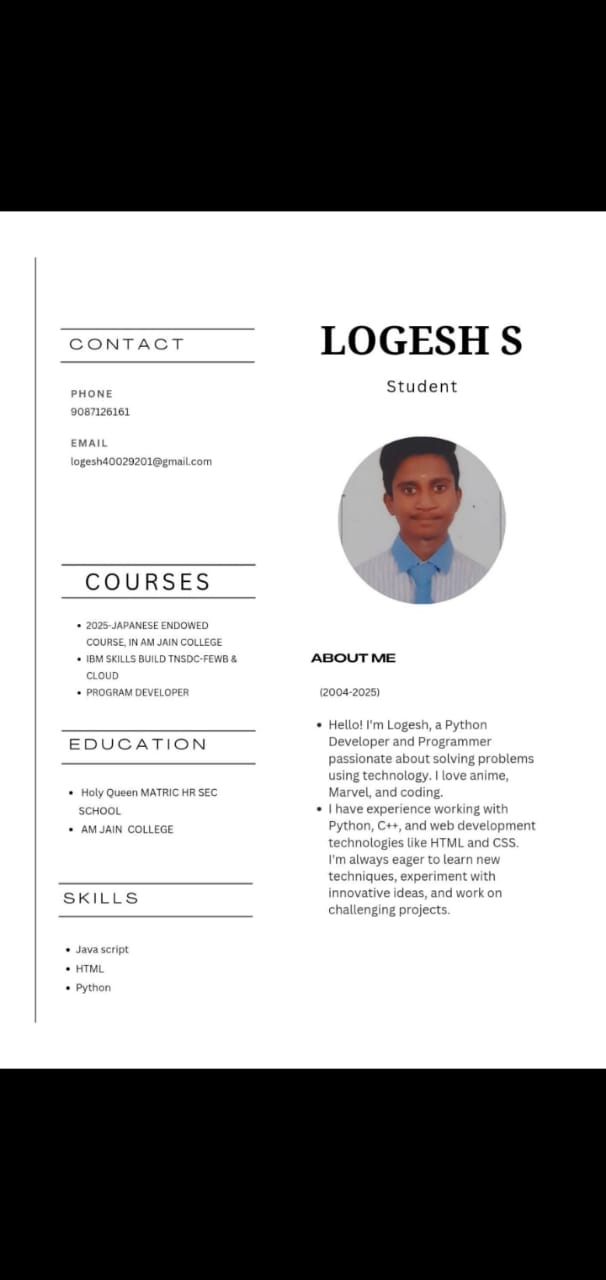 CONTACT
PHONE
9087126161
EMAIL
logesh40029201@gmail.com
COURSES
• 2025-JAPANESE ENDOWED
COURSE, IN AM JAIN COLLEGE
• IBM SKILLS BUILD TNSDC-FEWB &
CLOUD
• PROGRAM DEVELOPER
EDUCATION
• Holy Queen MATRIC HR SEC
SCHOOL
• AM JAIN COLLEGE
SKILLS
• Java script
• HTML
• Python
LOGESH S
Student
ABOUT ME
(2004-2025)
• Hello! I'm Logesh, a Python
Developer and Programmer
passionate about solving problems
using technology. I love anime,
Marvel, and coding.
• I have experience working with
Python, C++, and web development
technologies like HTML and CSS.
I'm always eager to learn new
techniques, experiment with
innovative ideas, and work on
challenging projects.